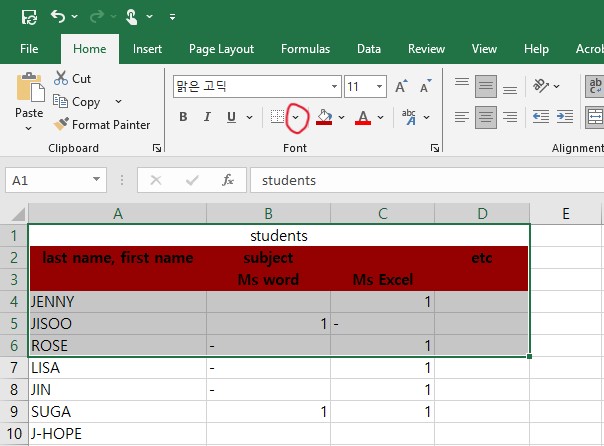 File Home Insert Page Layout Formulas Data Review View Help Acrob
Paste
Cut
Copy
Format Painter
Clipboard
맑은 고딕 11 A A
B I U A abc
Font
ab
c
Alignment
A1 fx students
A B C D E
1 students
2 last name, first name subject etc
3 Ms word Ms Excel
4 JENNY 1
5 JISOO 1 -
6 ROSE - 1
7 LISA - 1
8 JIN - 1
9 SUGA 1 1
10 J-HOPE